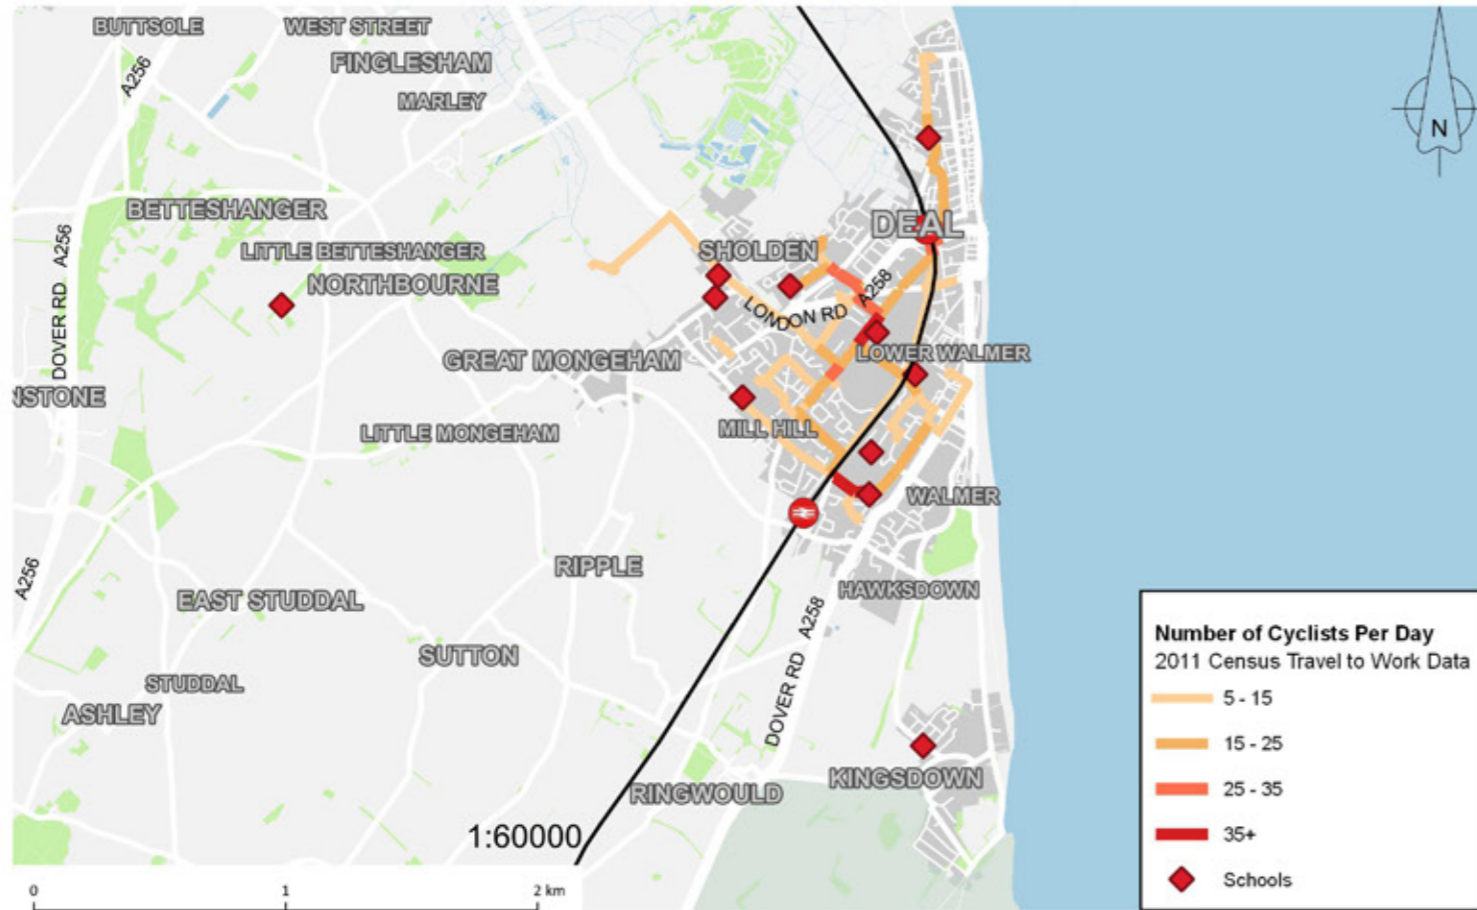 BUTTSOLE
WEST STREET
FINGLESHAM
MARLEY
A256
N
BETTESHANGER
DEAL
LITTLE BETTESHANGER
SHOLDEN
NORTHBOURNE
A256
DOVER RD
A258
LONDON RD
LOWER WALMER
GREAT MONGEHAM
NSTONE
MILL HILL
LITTLE MONGEHAM
WALMER
RIPPLE
A256
HAWKSDOWN
EAST STUDDAL
A258
DOVER RD
SUTTON
STUDDAL
ASHLEY
KINGSDOWN
RINGWOULD
1:60000
0 1 2 km
Number of Cyclists Per Day
2011 Census Travel to Work Data
5 - 15
15 - 25
25 - 35
35+
Schools